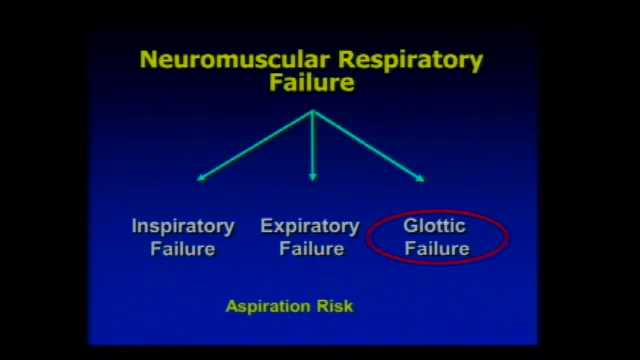 Neuromuscular Respiratory
Failure
Inspiratory Failure
Expiratory Failure
Glottic Failure
Aspiration Risk